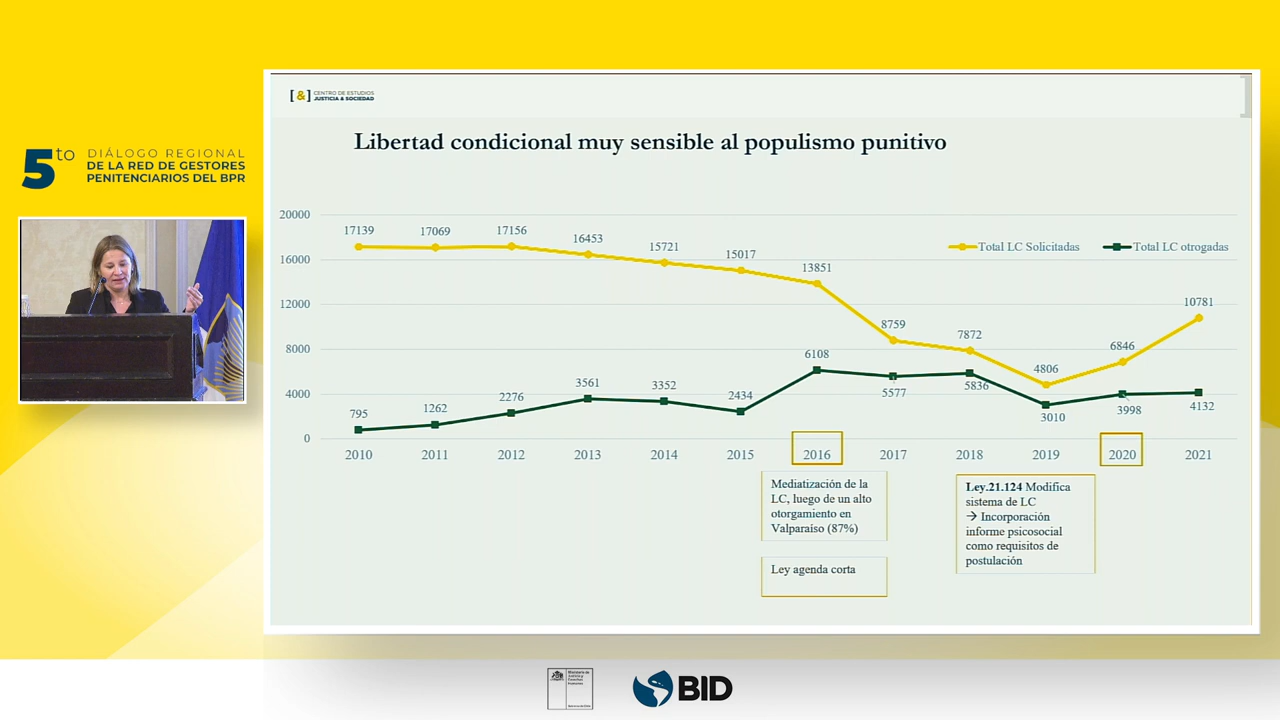 5to
DIÁLOGO REGIONAL
DE LA RED DE GESTORES
PENITENCIARIOS DEL BPR
[&] CENTRO DE ESTUDIOS
JUSTICIA & SOCIEDAD
Libertad condicional muy sensible al populismo punitivo
Total LC Solicitadas
Total LC otrogadas
20000
16000
12000
8000
4000
0
17139
17069
17156
16453
15721
15017
13851
8759
7872
4806
6846
10781
795
1262
2276
3561
3352
2434
6108
5577
5836
3010
3998
4132
2010 2011 2012 2013 2014 2015 2016 2017 2018 2019 2020 2021
Mediatización de la
LC, luego de un alto
otorgamiento en
Valparaíso (87%)
Ley agenda corta
Ley.21.124 Modifica
sistema de LC
→ Incorporación
informe psicosocial
como requisitos de
postulación
BID